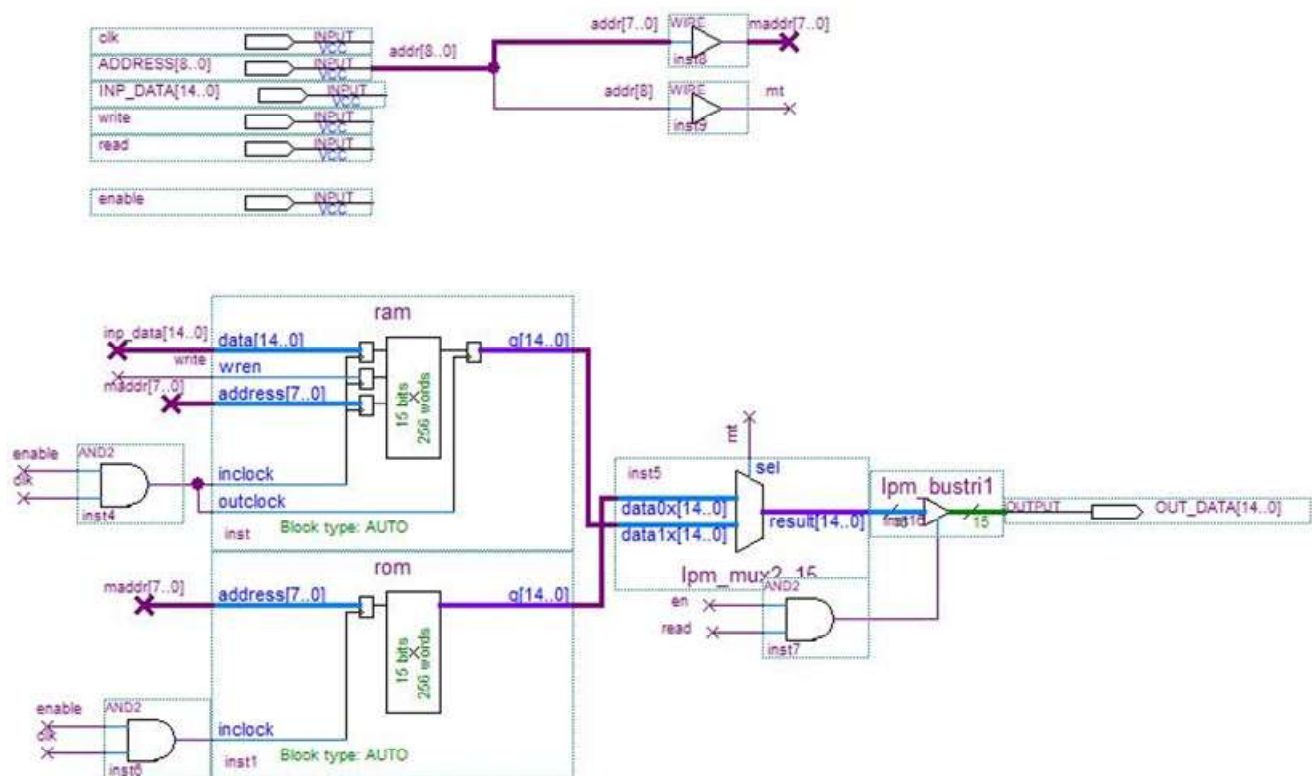 clk INPUT
VCC
ADDRESS[8..0] INPUT
VCC
INP_DATA[14..0] INPUT
VCC
write INPUT
VCC
read INPUT
VCC
enable INPUT
VCC
addr[8..0]
addr[7..0] WIRE maddr[7..0]
inst8
addr[8] WIRE mt
inst9
ram
inp_data[14..0] data[14..0] q[14..0]
write wren
maddr[7..0] address[7..0]
15 bits
256 words
enable AND2
clk
inst4
inclock
outclock
inst Block type: AUTO
rom
maddr[7..0] address[7..0] q[14..0]
15 bits
256 words
enable AND2
clk
inst6
inclock
inst1 Block type: AUTO
mt
inst5 sel
data0x[14..0]
data1x[14..0] result[14..0]
lpm_mux2_15
lpm_bustri1
15
OUTPUT OUT_DATA[14..0]
AND2
en
read
inst7